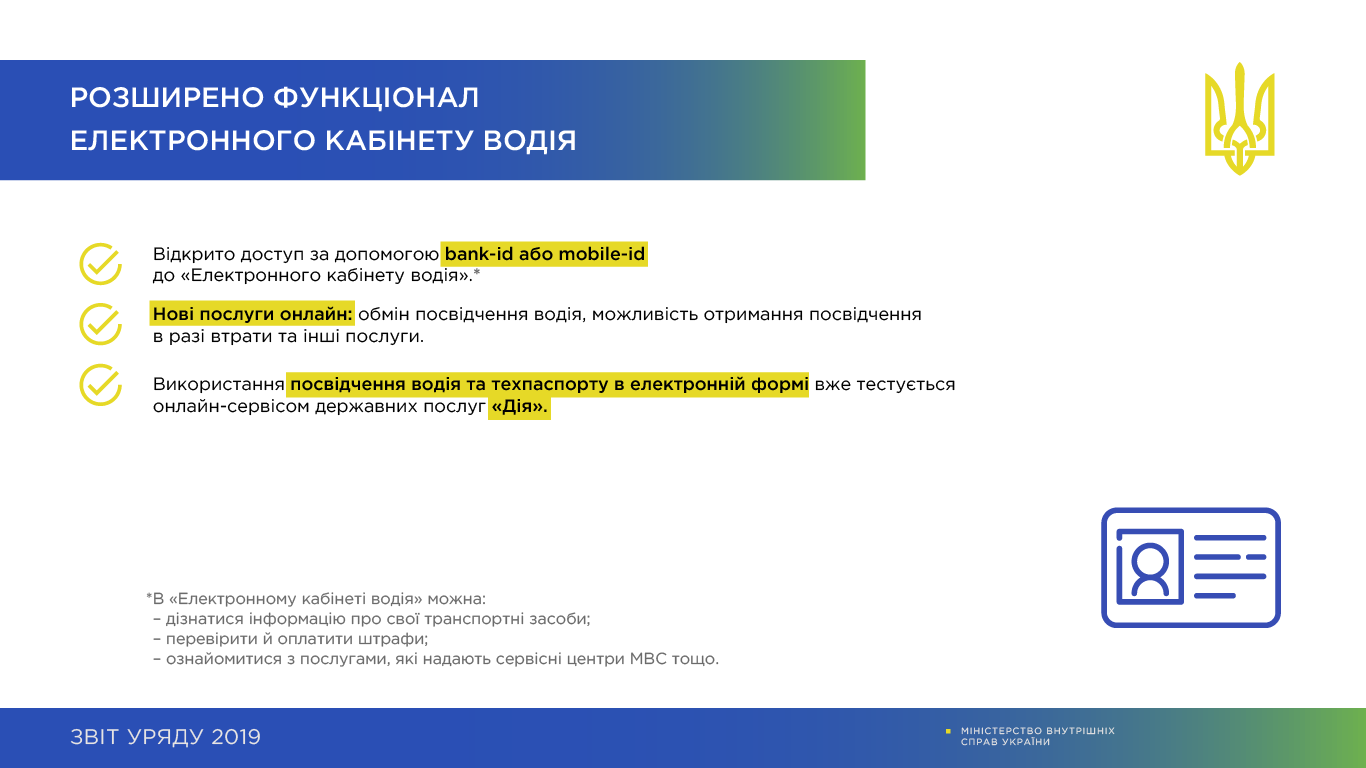 РОЗШИРЕНО ФУНКЦІОНАЛ
ЕЛЕКТРОННОГО КАБІНЕТУ ВОДІЯ
Відкрито доступ за допомогою bank-id або mobile-id
до «Електронного кабінету водія».*
Нові послуги онлайн: обмін посвідчення водія, можливість отримання посвідчення
в разі втрати та інші послуги.
Використання посвідчення водія та техпаспорту в електронній формі вже тестується
онлайн-сервісом державних послуг «Дія».
*В «Електронному кабінеті водія» можна:
– дізнатися інформацію про свої транспортні засоби;
– перевірити й оплатити штрафи;
– ознайомитися з послугами, які надають сервісні центри МВС тощо.
ЗВІТ УРЯДУ 2019
МІНІСТЕРСТВО ВНУТРІШНІХ
СПРАВ УКРАЇНИ